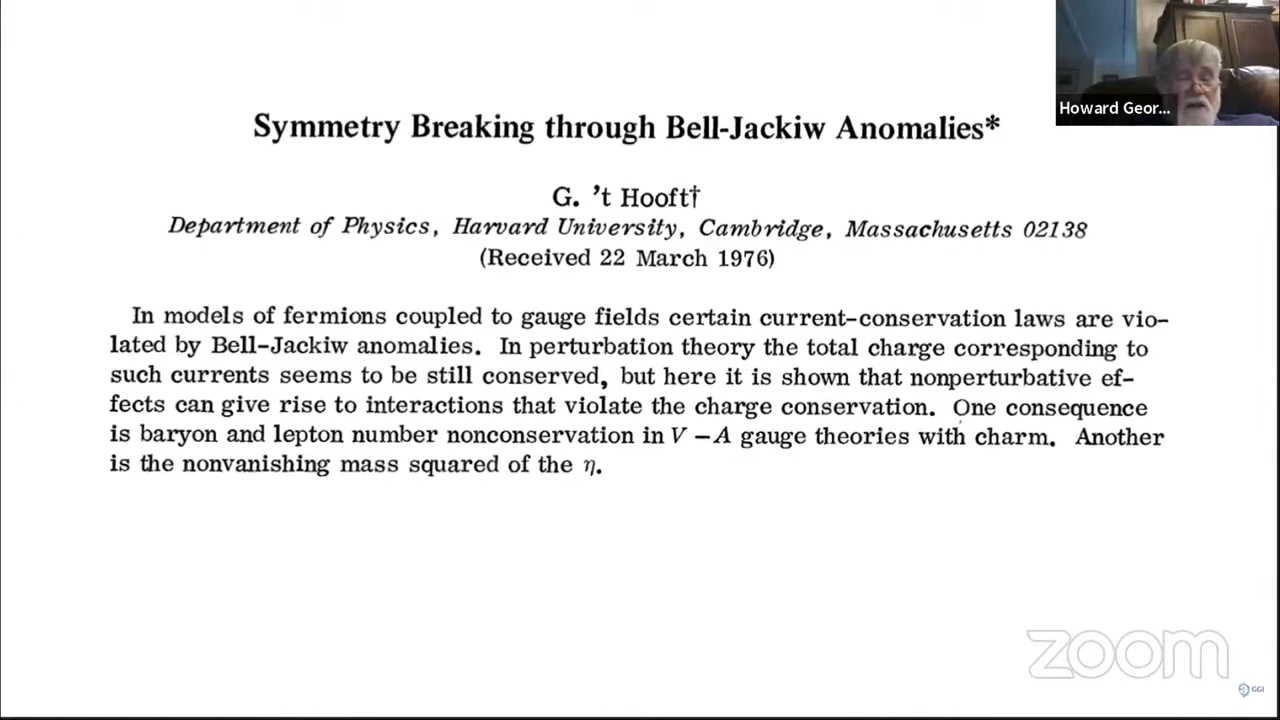 Howard Geor...
Symmetry Breaking through Bell-Jackiw Anomalies*
G. 't Hooft†
Department of Physics, Harvard University, Cambridge, Massachusetts 02138
(Received 22 March 1976)
In models of fermions coupled to gauge fields certain current-conservation laws are vio-
lated by Bell-Jackiw anomalies. In perturbation theory the total charge corresponding to
such currents seems to be still conserved, but here it is shown that nonperturbative ef-
fects can give rise to interactions that violate the charge conservation. One consequence
is baryon and lepton number nonconservation in V – A gauge theories with charm. Another
is the nonvanishing mass squared of the η.
zoom
GGI